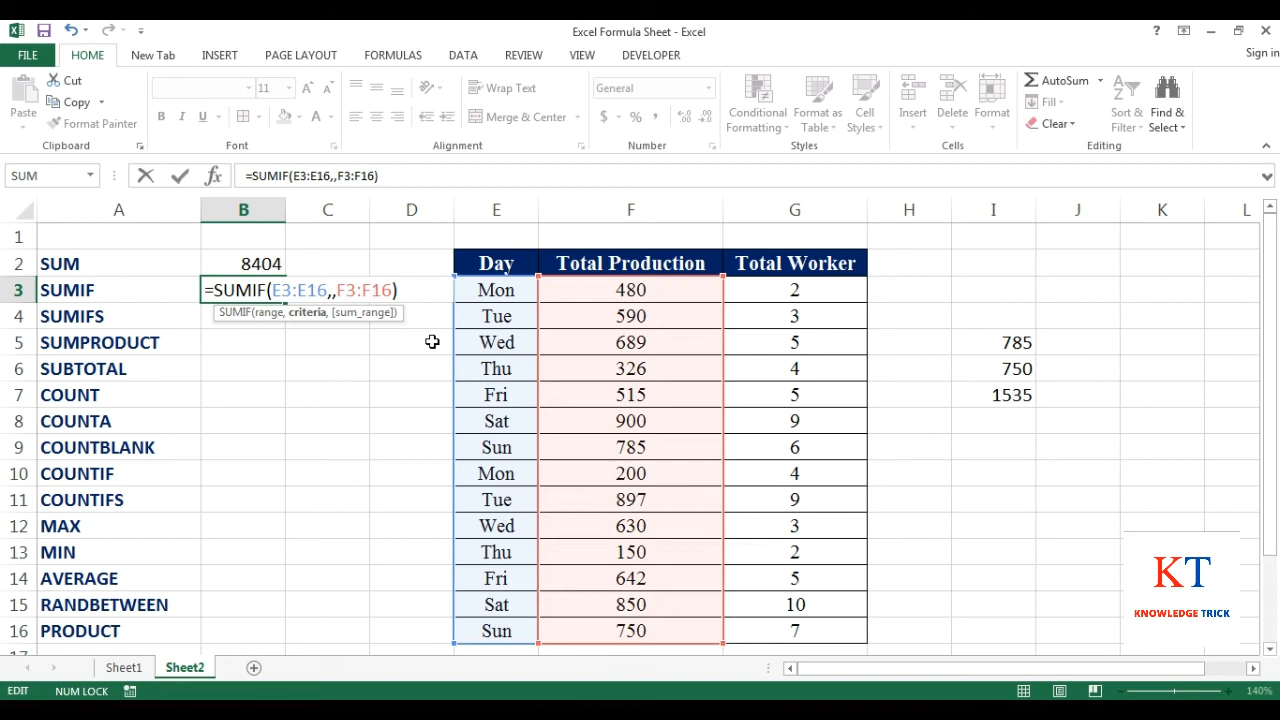 Excel Formula Sheet - Excel
?
FILE HOME New Tab INSERT PAGE LAYOUT FORMULAS DATA REVIEW VIEW DEVELOPER Sign in
Paste
Cut
Copy
Format Painter
Clipboard
11
B I U
Font
Wrap Text
Merge & Center
Alignment
General
$ % ,
Number
Conditional Formatting
Format as Table
Cell Styles
Styles
Insert Delete Format
Cells
AutoSum
Fill
Clear
Sort & Filter
Find & Select
Editing
SUM fx =SUMIF(E3:E16,,F3:F16)
A B C D E F G H I J K L
1
2 SUM 8404 Day Total Production Total Worker
3 SUMIF =SUMIF(E3:E16,,F3:F16) Mon 480 2
SUMIF(range, criteria, [sum_range])
4 SUMIFS Tue 590 3
5 SUMPRODUCT Wed 689 5 785
6 SUBTOTAL Thu 326 4 750
7 COUNT Fri 515 5 1535
8 COUNTA Sat 900 9
9 COUNTBLANK Sun 785 6
10 COUNTIF Mon 200 4
11 COUNTIFS Tue 897 9
12 MAX Wed 630 3
13 MIN Thu 150 2
14 AVERAGE Fri 642 5
15 RANDBETWEEN Sat 850 10
16 PRODUCT Sun 750 7
17
KT
KNOWLEDGE TRICK
Sheet1 Sheet2
EDIT NUM LOCK 140%